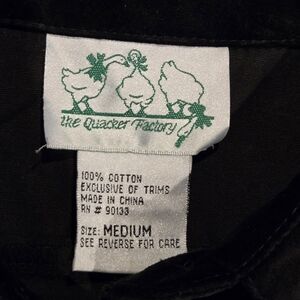 the Quacker Factory
100% COTTON
EXCLUSIVE OF TRIMS
MADE IN CHINA
RN # 90133
SIZE: MEDIUM
SEE REVERSE FOR CARE